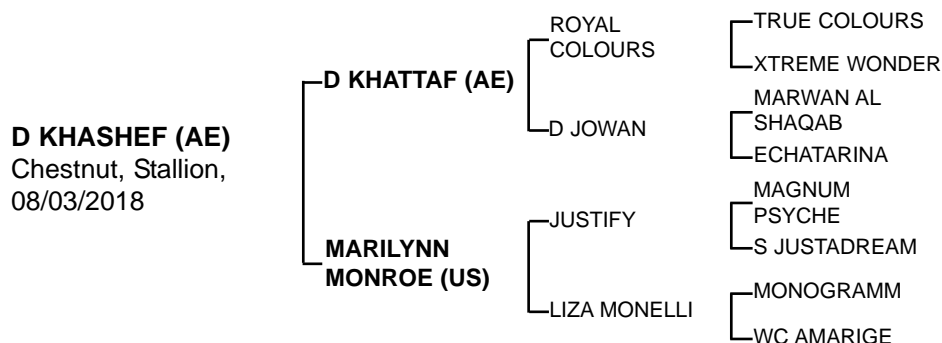 D KHASHEF (AE)
Chestnut, Stallion,
08/03/2018
D KHATTAF (AE)
MARILYNN
MONROE (US)
ROYAL
COLOURS
D JOWAN
JUSTIFY
LIZA MONELLI
TRUE COLOURS
XTREME WONDER
MARWAN AL
SHAQAB
ECHATARINA
MAGNUM
PSYCHE
S JUSTADREAM
MONOGRAMM
WC AMARIGE